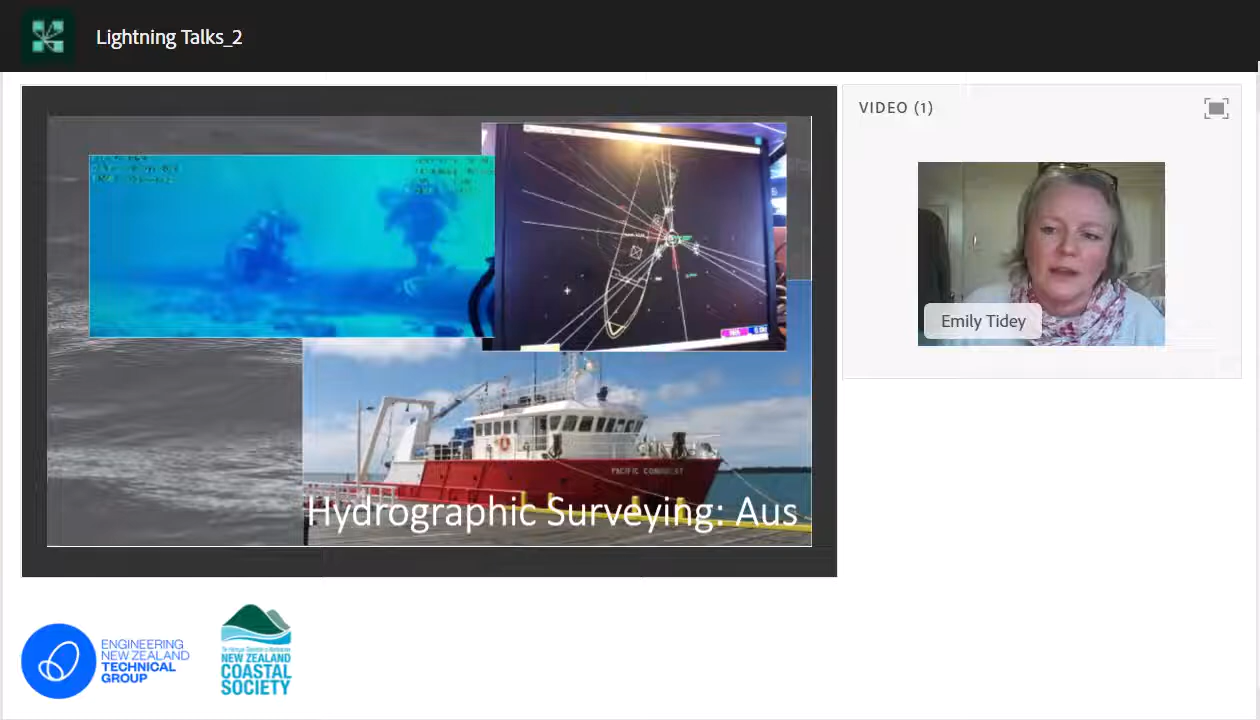 Lightning Talks_2
VIDEO (1)
PACIFIC CONQUEST
Hydrographic Surveying: Aus
Emily Tidey
ENGINEERING
NEW ZEALAND
TECHNICAL
GROUP
NEW ZEALAND
COASTAL
SOCIETY